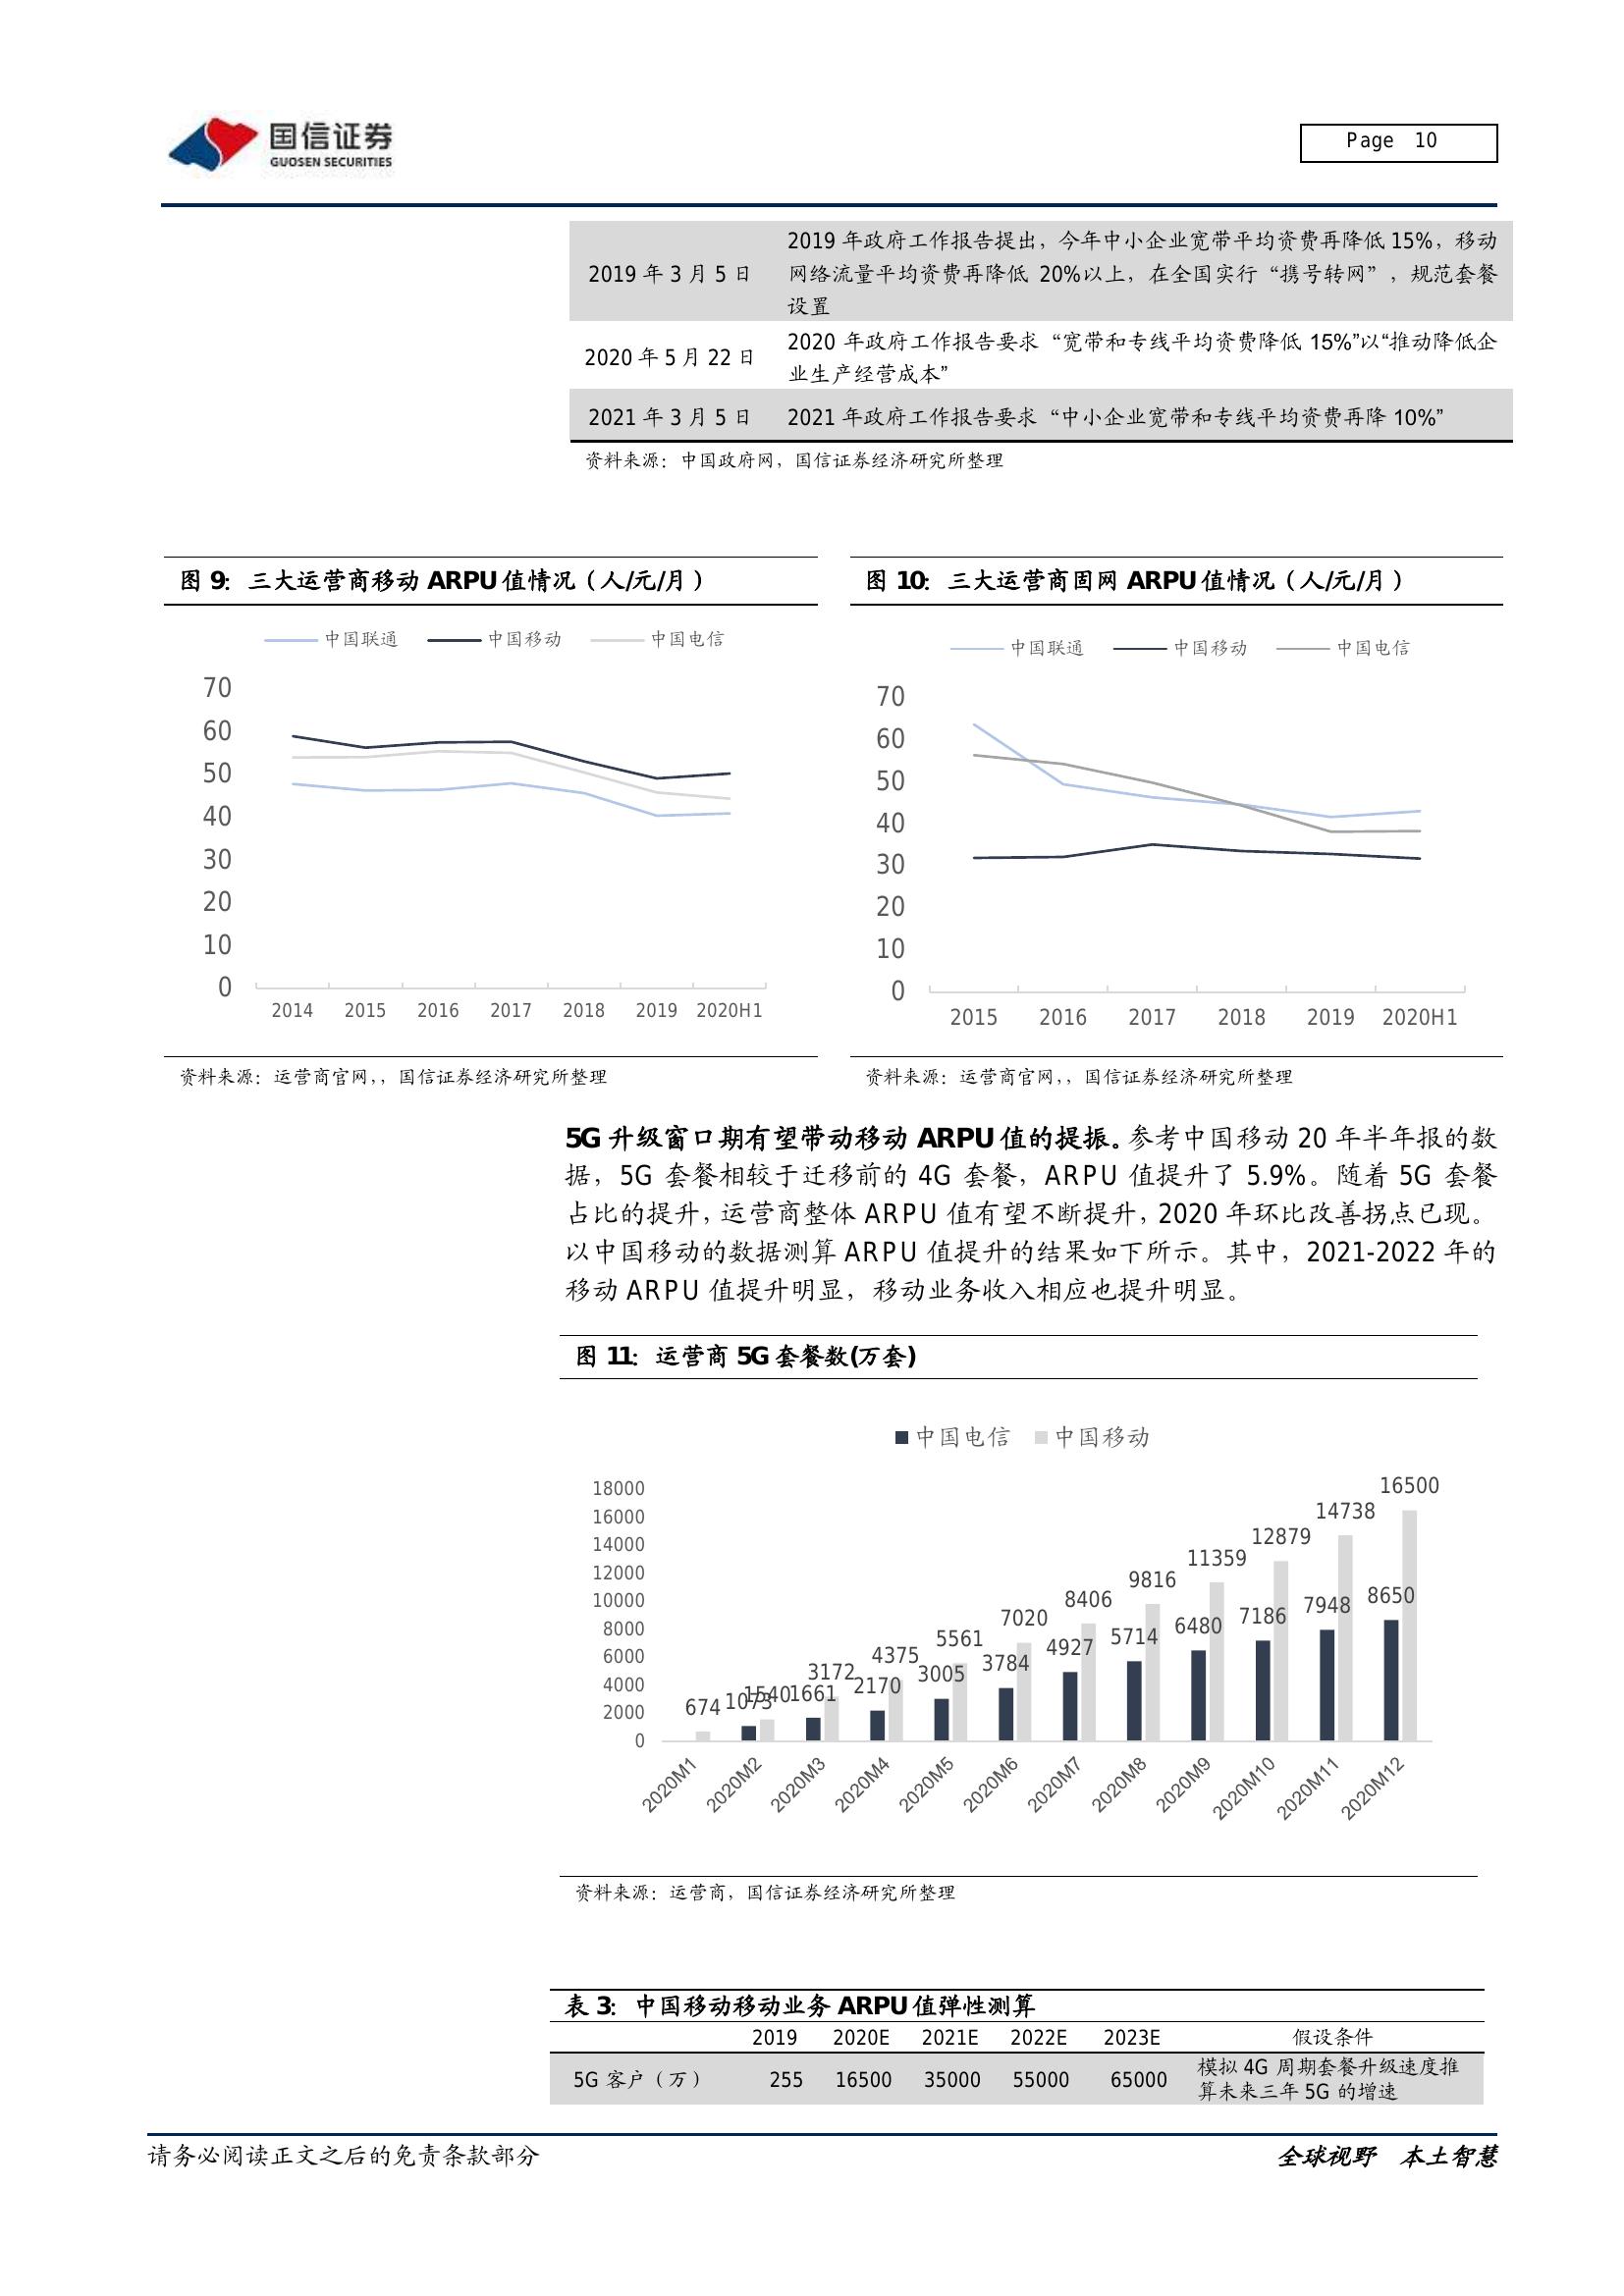 国信证券
GUOSEN SECURITIES
Page 10
2019 年 3 月 5 日
2019 年政府工作报告提出，今年中小企业宽带平均资费再降低 15%，移动
网络流量平均资费再降低 20%以上，在全国实行“携号转网”，规范套餐
设置
2020 年 5 月 22 日
2020 年政府工作报告要求 “宽带和专线平均资费降低 15%”以“推动降低企
业生产经营成本”
2021 年 3 月 5 日
2021 年政府工作报告要求 “中小企业宽带和专线平均资费再降 10%”
资料来源：中国政府网，国信证券经济研究所整理
图 9：三大运营商移动 ARPU 值情况（人/元/月）
中国联通 中国移动 中国电信
70
60
50
40
30
20
10
0
2014 2015 2016 2017 2018 2019 2020H1
资料来源：运营商官网,，国信证券经济研究所整理
图 10：三大运营商固网 ARPU 值情况（人/元/月）
中国联通 中国移动 中国电信
70
60
50
40
30
20
10
0
2015 2016 2017 2018 2019 2020H1
资料来源：运营商官网,，国信证券经济研究所整理
5G 升级窗口期有望带动移动 ARPU 值的提振。参考中国移动 20 年半年报的数
据，5G 套餐相较于迁移前的 4G 套餐，ARPU 值提升了 5.9%。随着 5G 套餐
占比的提升，运营商整体 ARPU 值有望不断提升，2020 年环比改善拐点已现。
以中国移动的数据测算 ARPU 值提升的结果如下所示。其中，2021-2022 年的
移动 ARPU 值提升明显，移动业务收入相应也提升明显。
图 11：运营商 5G 套餐数(万套)
中国电信 中国移动
18000
16000
14000
12000
10000
8000
6000
4000
2000
0
674
1073 1540
1661 3172
2170 4375
3005 5561
3784 7020
4927 8406
5714 9816
6480 11359
7186 12879
7948 14738
8650 16500
2020M1 2020M2 2020M3 2020M4 2020M5 2020M6 2020M7 2020M8 2020M9 2020M10 2020M11 2020M12
资料来源：运营商，国信证券经济研究所整理
表 3：中国移动移动业务 ARPU 值弹性测算
2019 2020E 2021E 2022E 2023E 假设条件
5G 客户（万） 255 16500 35000 55000 65000 模拟 4G 周期套餐升级速度推
算未来三年 5G 的增速
请务必阅读正文之后的免责条款部分
全球视野 本土智慧